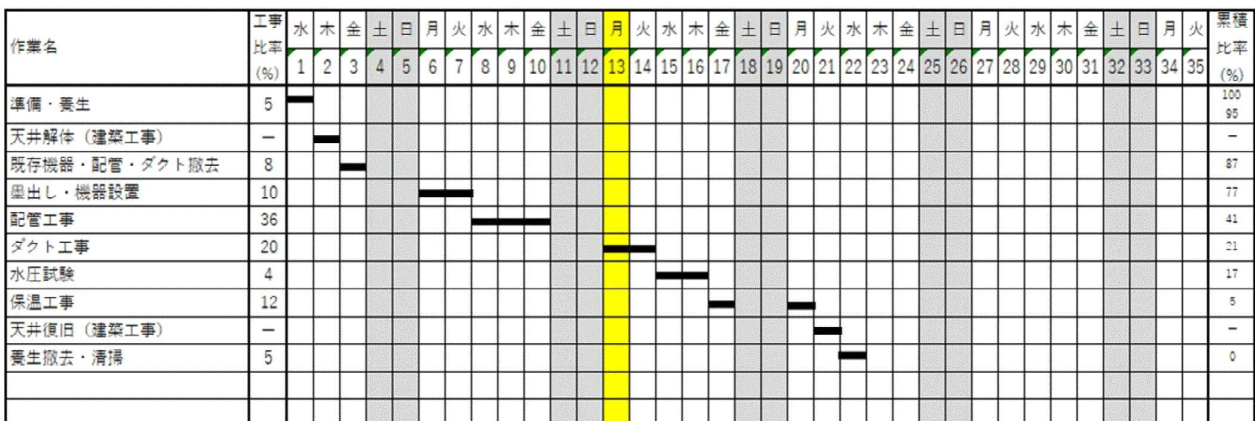 作業名 工事比率(%) 水 木 金 土 日 月 火 水 木 金 土 日 月 火 水 木 金 土 日 月 火 水 木 金 土 日 月 火 水 木 金 土 日 月 火 累積比率(%)
1 2 3 4 5 6 7 8 9 10 11 12 13 14 15 16 17 18 19 20 21 22 23 24 25 26 27 28 29 30 31 32 33 34 35
準備・養生 5 100
95
天井解体（建築工事） － －
既存機器・配管・ダクト撤去 8 87
墨出し・機器設置 10 77
配管工事 36 41
ダクト工事 20 21
水圧試験 4 17
保温工事 12 5
天井復旧（建築工事） － －
養生撤去・清掃 5 0